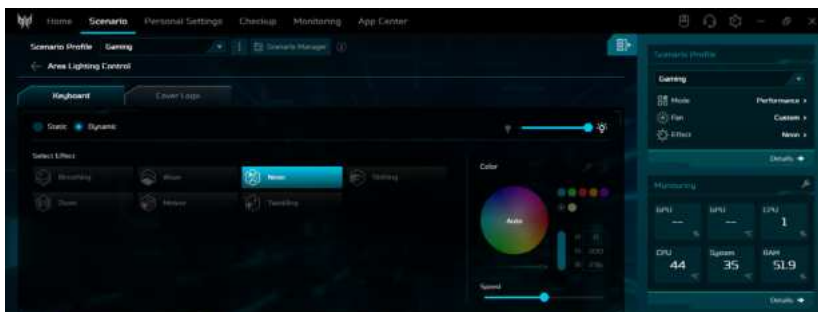 Home Scenario Personal Settings Checkup Monitoring App Center
Scenario Profile Gaming Scenario Manager
Area Lighting Control
Keyboard Cover Logo
Static Dynamic
Select Effect
Breathing Wave Neon Shifting
Zoom Meteor Twinkling
Color
Auto
R 0
G 200
B
Speed
Scenario Profile
Gaming
Mode Performance >
Fan Custom >
Effect Neon >
Details
Monitoring
GPU GPU CPU
-- -- 1
% °C %
CPU System RAM
44 35 51.9
°C °C %
Details